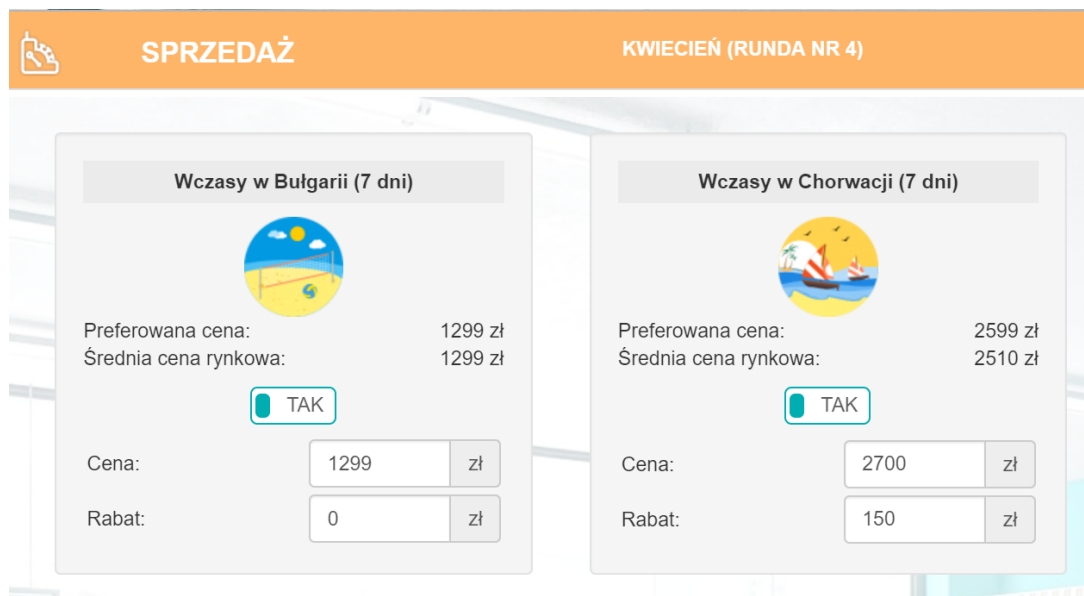 SPRZEDAŻ
KWIECIEŃ (RUNDA NR 4)
Wczasy w Bułgarii (7 dni)
Preferowana cena: 1299 zł
Średnia cena rynkowa: 1299 zł
TAK
Cena: 1299 zł
Rabat: 0 zł
Wczasy w Chorwacji (7 dni)
Preferowana cena: 2599 zł
Średnia cena rynkowa: 2510 zł
TAK
Cena: 2700 zł
Rabat: 150 zł